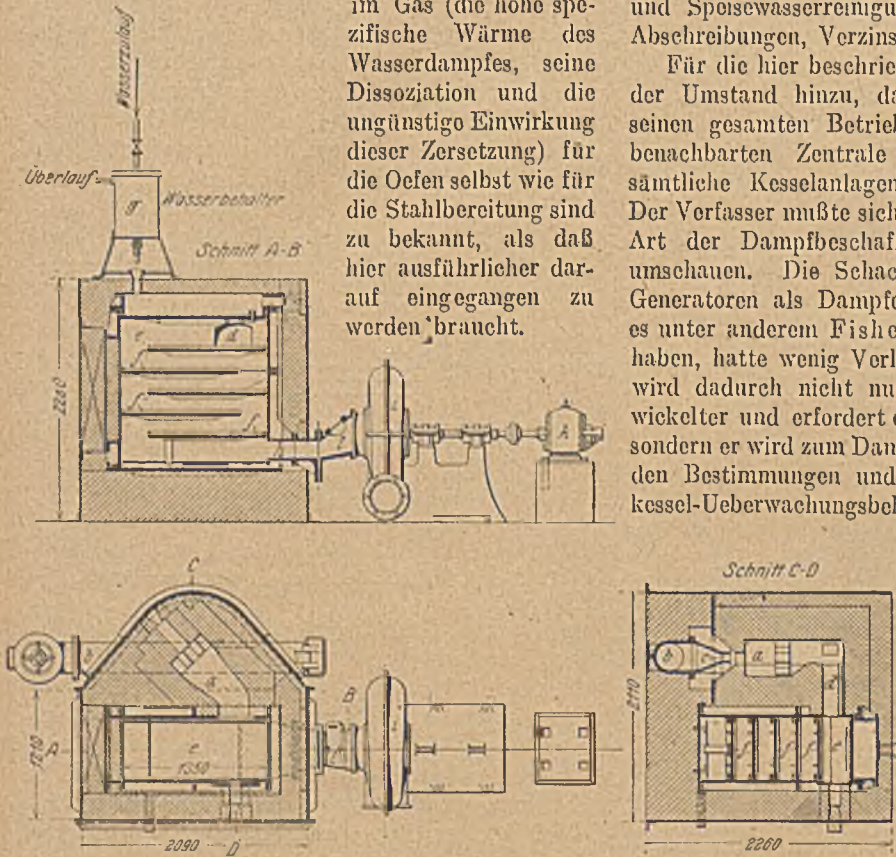 im Gas (die hohe spe-
zifische Wärme des
Wasserdampfes, seine
Dissoziation und die
ungünstige Einwirkung
dieser Zersetzung) für
die Oefen selbst wie für
die Stahlbereitung sind
zu bekannt, als daß
hier ausführlicher dar-
auf eingegangen zu
werden braucht.
und Speisewasserreinigu
Abschreibungen, Verzins
Für die hier beschrie
der Umstand hinzu, da
seinen gesamten Betriel
benachbarten Zentrale
sämtliche Kesselanlagen
Der Verfasser mußte sich
Art der Dampfbeschaf
umschauen. Die Schac
Generatoren als Dampfe
es unter anderem Fishe
haben, hatte wenig Verl
wird dadurch nicht nu
wickelter und erfordert
sondern er wird zum Dam
den Bestimmungen und
kessel-Ueberwachungsbel
Wasserzulauf
Überlauf
g
Wasserbehälter
Schnitt A-B
2280
e
d
f
f
f
C
b
1210
A
e
1550
B
2090
D
Schnitt C-D
2110
b
a
e
2260